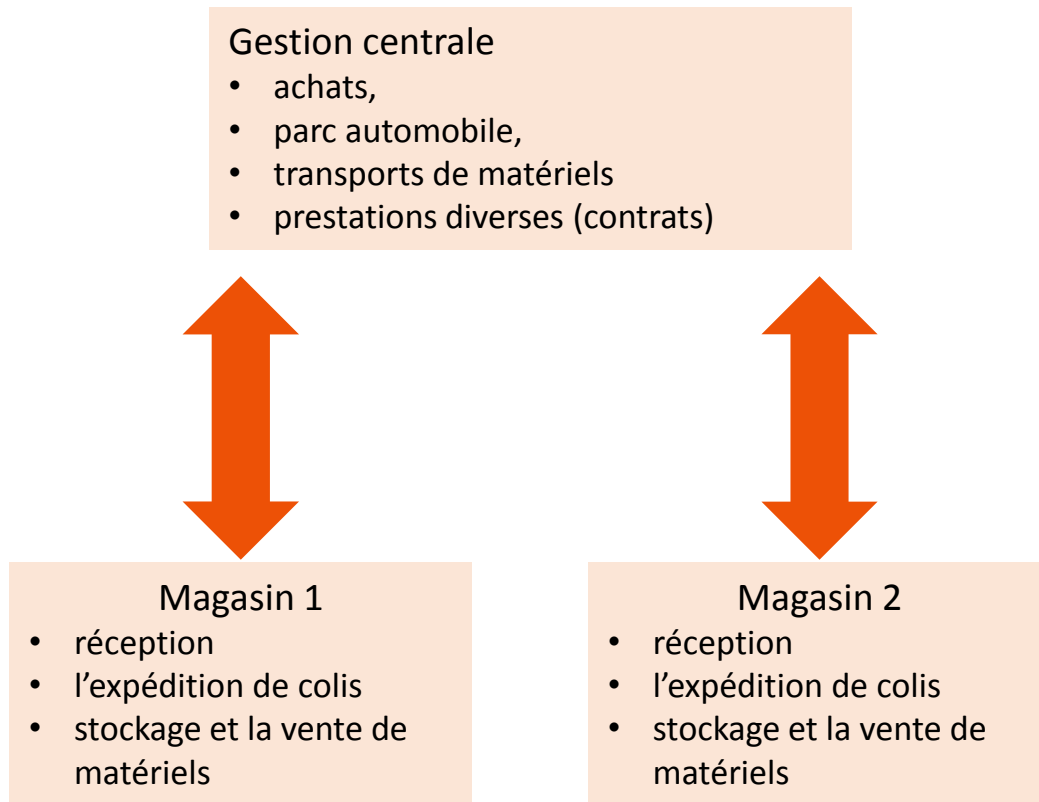 Gestion centrale
• achats,
• parc automobile,
• transports de matériels
• prestations diverses (contrats)
Magasin 1
• réception
• l’expédition de colis
• stockage et la vente de
matériels
Magasin 2
• réception
• l’expédition de colis
• stockage et la vente de
matériels